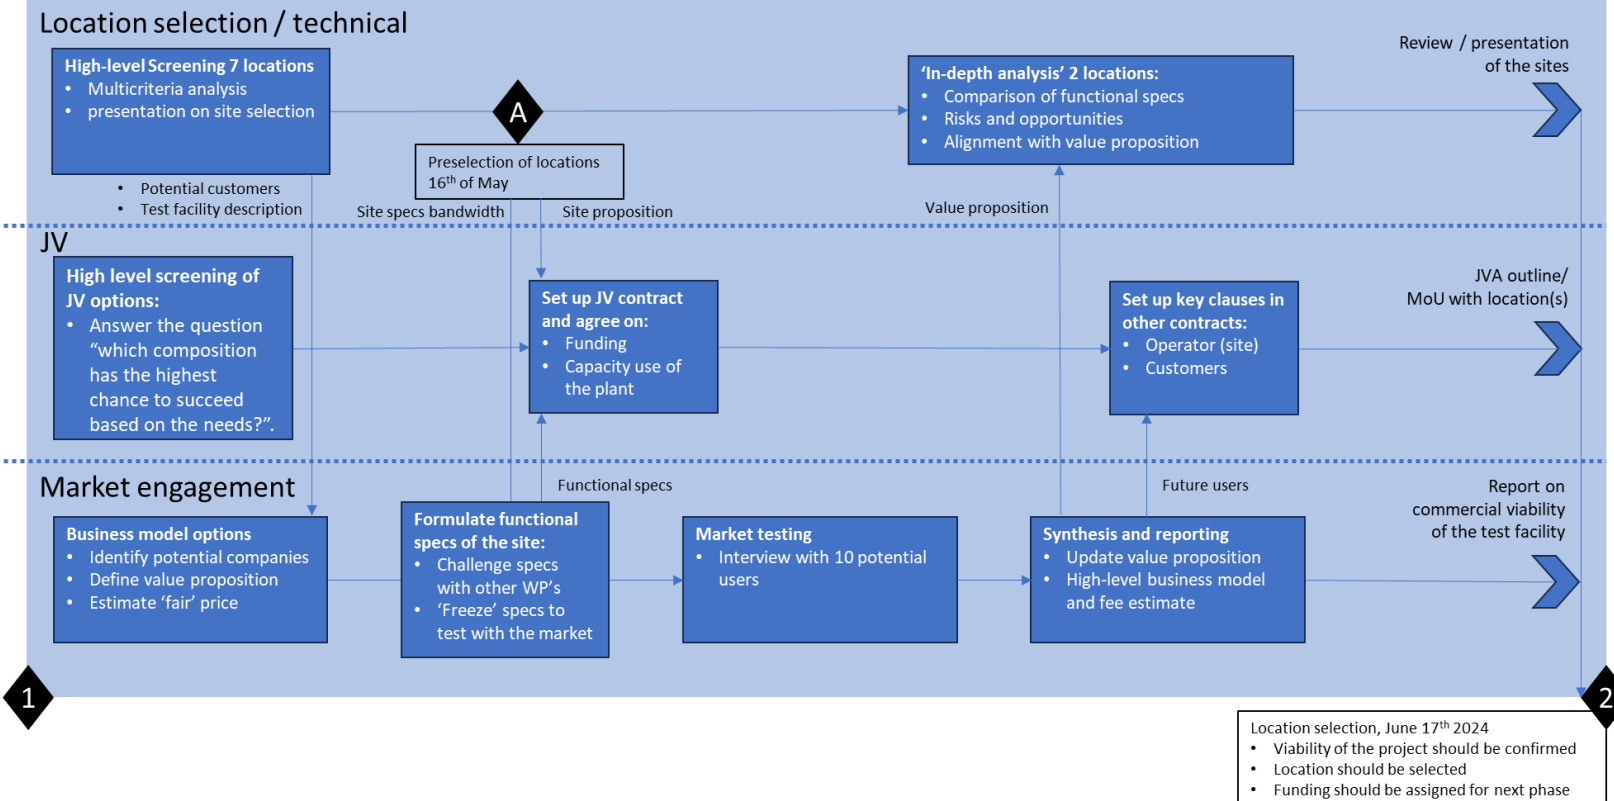 Location selection / technical
High-level Screening 7 locations
• Multicriteria analysis
• presentation on site selection
A
Preselection of locations
16th of May
‘In-depth analysis’ 2 locations:
• Comparison of functional specs
• Risks and opportunities
• Alignment with value proposition
Review / presentation
of the sites
• Potential customers
• Test facility description
Site specs bandwidth
Site proposition
Value proposition
JV
High level screening of
JV options:
• Answer the question
“which composition
has the highest
chance to succeed
based on the needs?”.
Set up JV contract
and agree on:
• Funding
• Capacity use of
the plant
Set up key clauses in
other contracts:
• Operator (site)
• Customers
JVA outline/
MoU with location(s)
Market engagement
Functional specs
Future users
Report on
commercial viability
of the test facility
Business model options
• Identify potential companies
• Define value proposition
• Estimate ‘fair’ price
Formulate functional
specs of the site:
• Challenge specs
with other WP’s
• ‘Freeze’ specs to
test with the market
Market testing
• Interview with 10 potential
users
Synthesis and reporting
• Update value proposition
• High-level business model
and fee estimate
1
2
Location selection, June 17th 2024
• Viability of the project should be confirmed
• Location should be selected
• Funding should be assigned for next phase